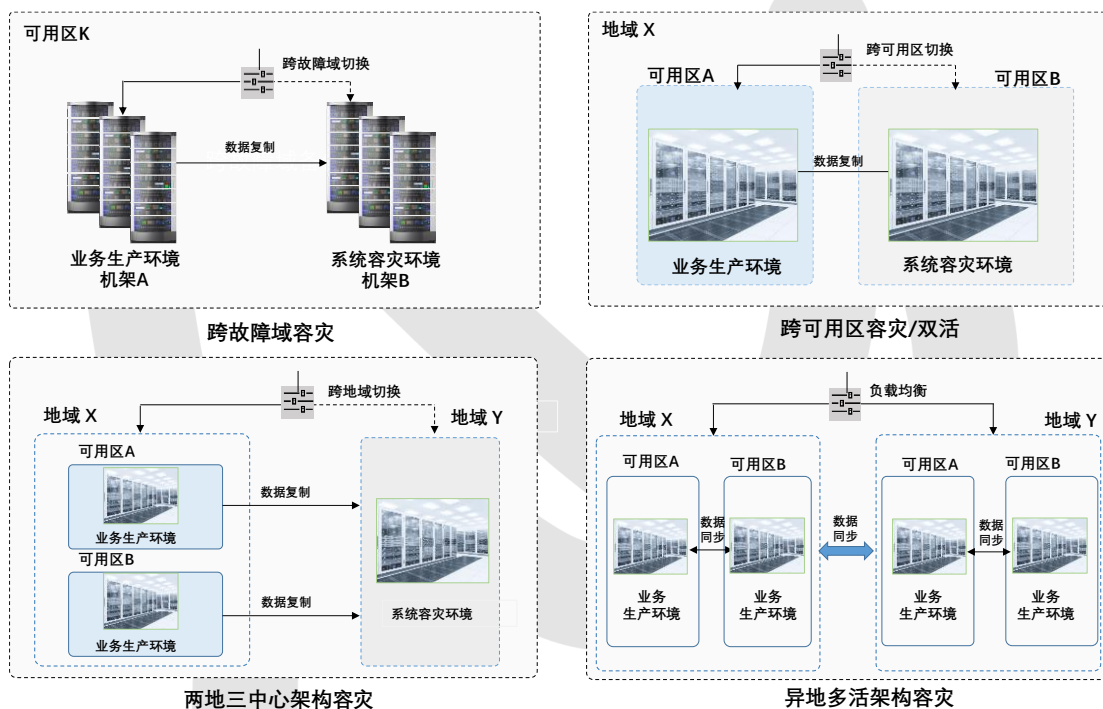 可用区K
跨故障域切换
数据复制
业务生产环境
机架A
系统容灾环境
机架B
跨故障域容灾
地域 X
跨可用区切换
可用区A
可用区B
数据复制
业务生产环境
系统容灾环境
跨可用区容灾/双活
跨地域切换
地域 X
地域 Y
可用区A
业务生产环境
数据复制
可用区B
业务生产环境
数据复制
系统容灾环境
两地三中心架构容灾
负载均衡
地域 X
地域 Y
可用区A
可用区B
可用区A
可用区B
数据
同步
数据
同步
数据
同步
业务
生产环境
业务
生产环境
业务
生产环境
业务
生产环境
异地多活架构容灾